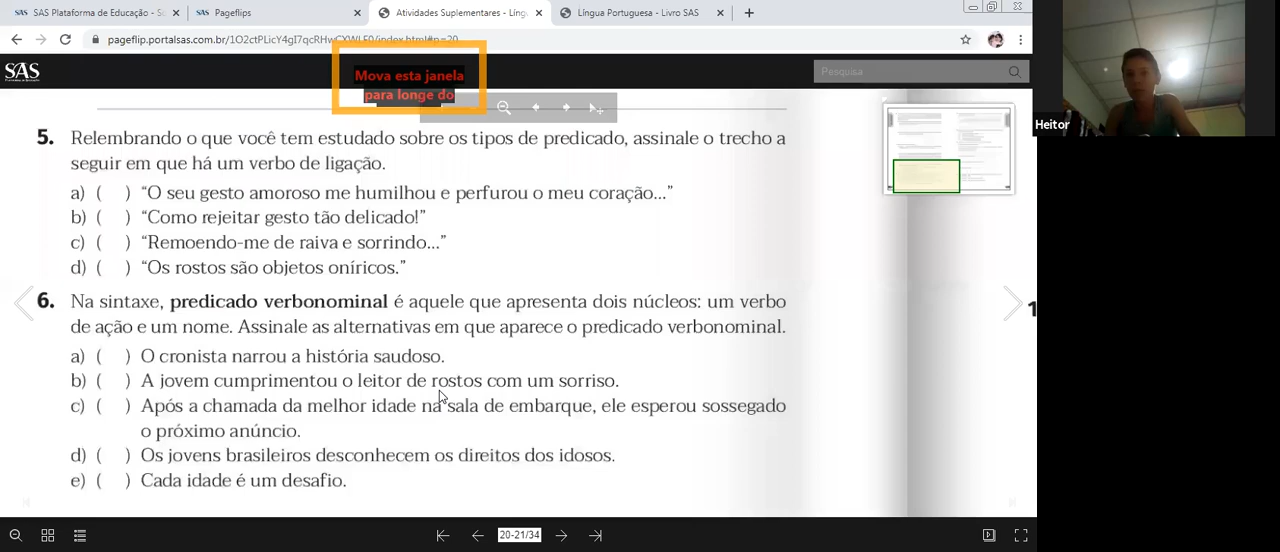 SAS Plataforma de Educação - Si
Pageflips
Atividades Suplementares - Língu
Língua Portuguesa - Livro SAS
pageflip.portalsas.com.br/1O2ctPLicY4gI7qcRHwCXWLF0/index.html#p=20
SAS
Mova esta janela
para longe do
Pesquisa
Heitor
5. Relembrando o que você tem estudado sobre os tipos de predicado, assinale o trecho a
seguir em que há um verbo de ligação.
a) ( ) “O seu gesto amoroso me humilhou e perfurou o meu coração...”
b) ( ) “Como rejeitar gesto tão delicado!”
c) ( ) “Remoendo-me de raiva e sorrindo...”
d) ( ) “Os rostos são objetos oníricos.”
6. Na sintaxe, predicado verbonominal é aquele que apresenta dois núcleos: um verbo
de ação e um nome. Assinale as alternativas em que aparece o predicado verbonominal.
a) ( ) O cronista narrou a história saudoso.
b) ( ) A jovem cumprimentou o leitor de rostos com um sorriso.
c) ( ) Após a chamada da melhor idade na sala de embarque, ele esperou sossegado
o próximo anúncio.
d) ( ) Os jovens brasileiros desconhecem os direitos dos idosos.
e) ( ) Cada idade é um desafio.
1
20-21/34